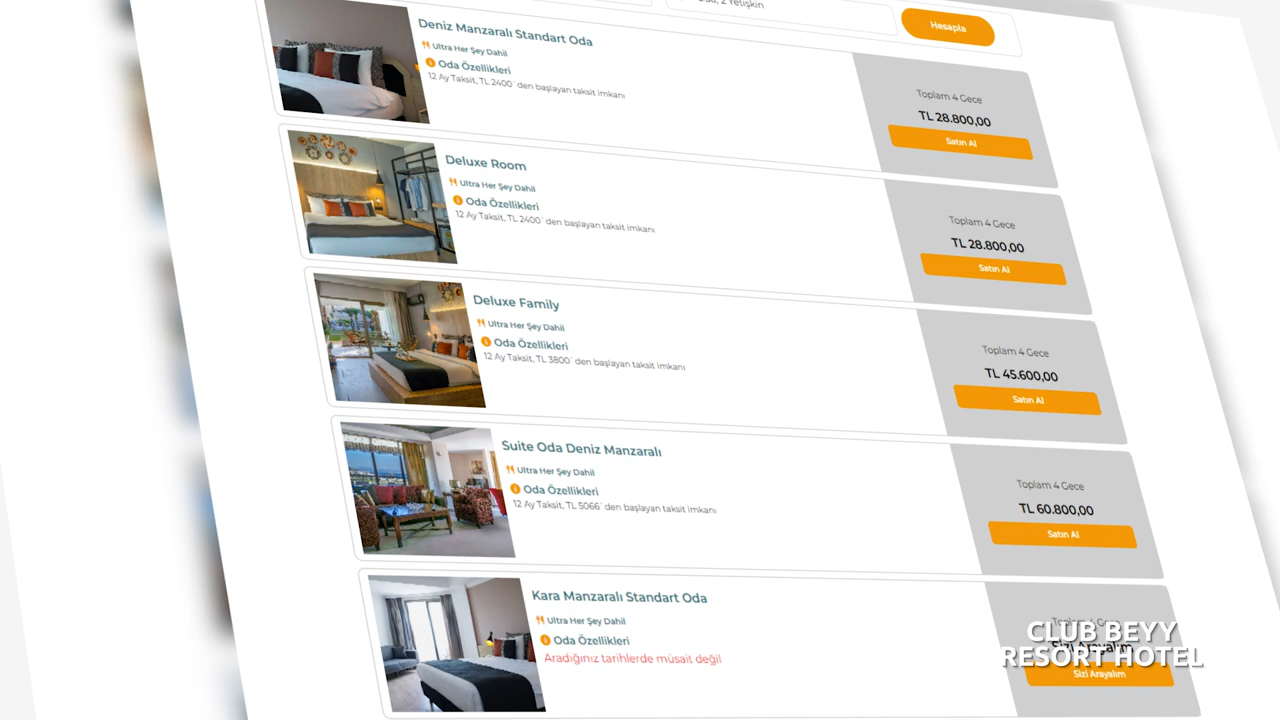 2 Yetişkin
Hesapla
Deniz Manzaralı Standart Oda
Ultra Her Şey Dahil
Oda Özellikleri
12 Ay Taksit, TL 2400`den başlayan taksit imkanı
Toplam 4 Gece
TL 28.800,00
Satın Al
Deluxe Room
Ultra Her Şey Dahil
Oda Özellikleri
12 Ay Taksit, TL 2400`den başlayan taksit imkanı
Toplam 4 Gece
TL 28.800,00
Satın Al
Deluxe Family
Ultra Her Şey Dahil
Oda Özellikleri
12 Ay Taksit, TL 3800`den başlayan taksit imkanı
Toplam 4 Gece
TL 45.600,00
Satın Al
Suite Oda Deniz Manzaralı
Ultra Her Şey Dahil
Oda Özellikleri
12 Ay Taksit, TL 5066`den başlayan taksit imkanı
Toplam 4 Gece
TL 60.800,00
Satın Al
Kara Manzaralı Standart Oda
Ultra Her Şey Dahil
Oda Özellikleri
Aradığınız tarihlerde müsait değil
Sizi Arayalım
Sizi Arayalım
CLUB BEYY
RESORT HOTEL